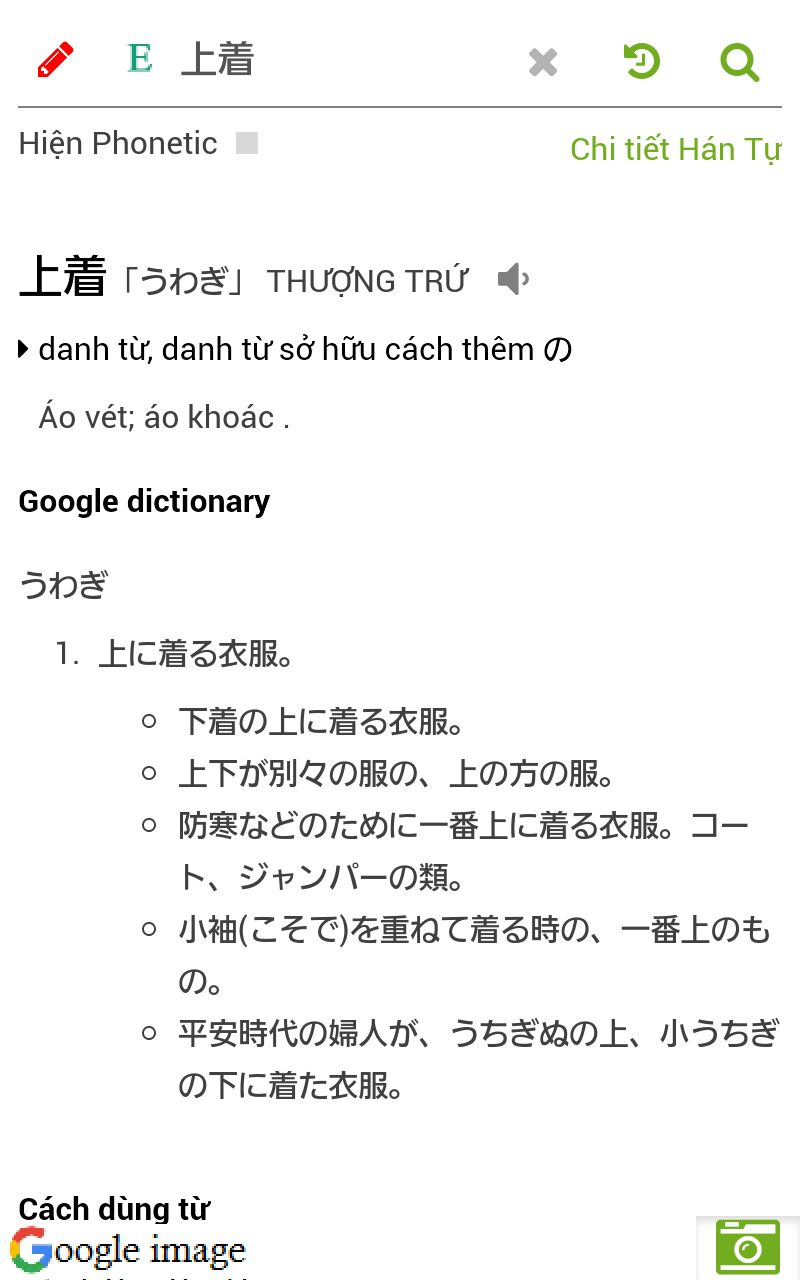 E 上着
Hiện Phonetic
Chi tiết Hán Tự
上着「うわぎ」 THƯỢNG TRỨ
danh từ, danh từ sở hữu cách thêm の
Áo vét; áo khoác .
Google dictionary
うわぎ
1. 上に着る衣服。
下着の上に着る衣服。
上下が別々の服の、上の方の服。
防寒などのために一番上に着る衣服。コー
ト、ジャンパーの類。
小袖(こそで)を重ねて着る時の、一番上のも
の。
平安時代の婦人が、うちぎぬの上、小うちぎ
の下に着た衣服。
Cách dùng từ
Google image